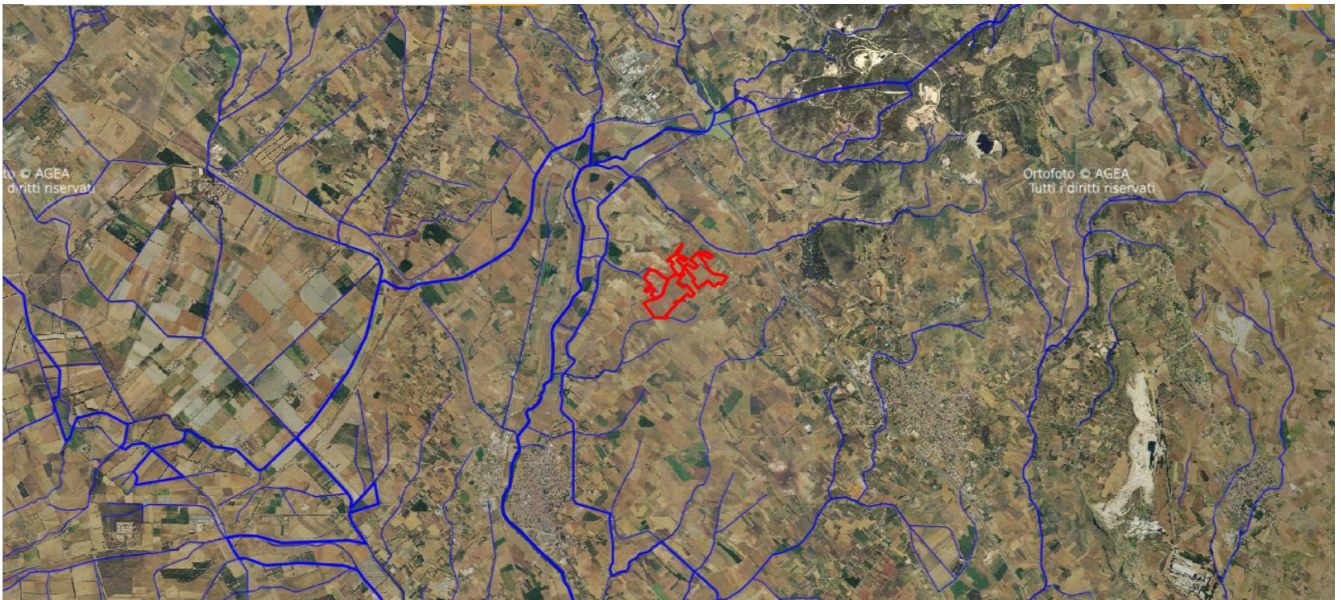 to © AGEA
diritti riservati
Ortofoto © AGEA
Tutti i diritti riservati